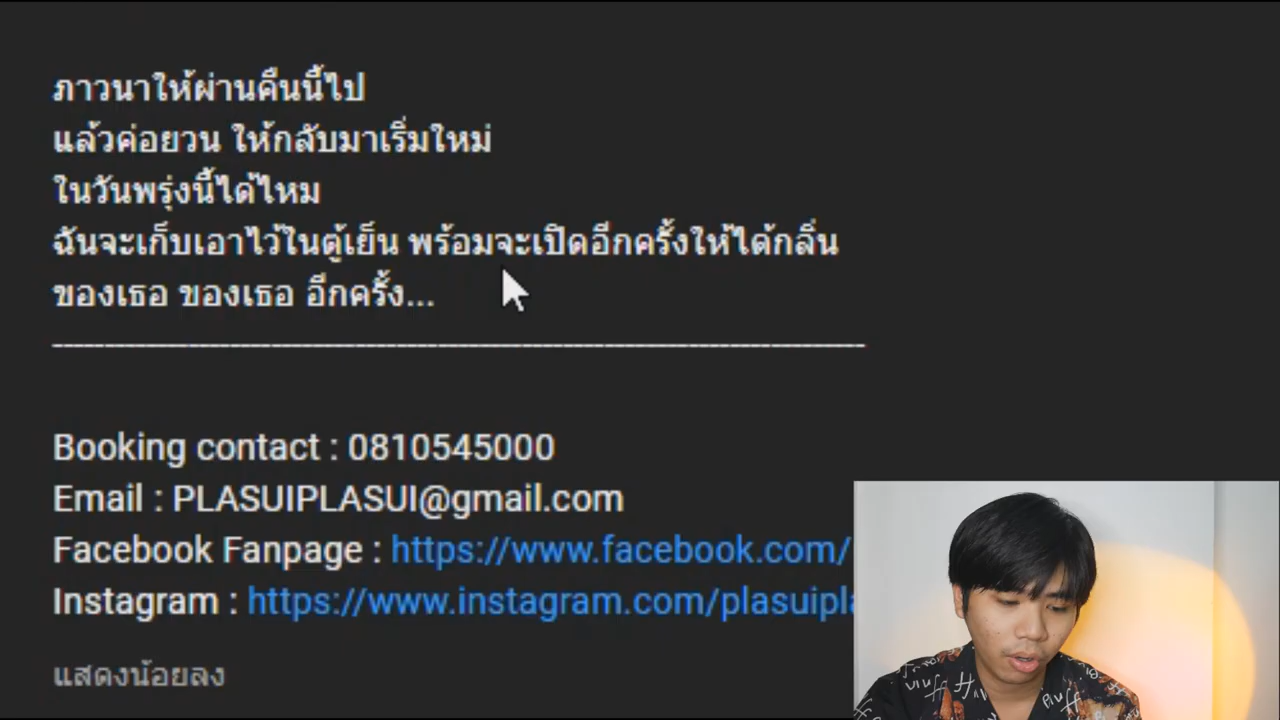 ภาวนาให้ผ่านคืนนี้ไป
แล้วค่อยวน ให้กลับมาเริ่มใหม่
ในวันพรุ่งนี้ได้ไหม
ฉันจะเก็บเอาไว้ในตู้เย็น พร้อมจะเปิดอีกครั้งให้ได้กลิ่น
ของเธอ ของเธอ อีกครั้ง...
--------------------------------------------------------------------------------
Booking contact : 0810545000
Email : PLASUIPLASUI@gmail.com
Facebook Fanpage : https://www.facebook.com/
Instagram : https://www.instagram.com/plasuipla
แสดงน้อยลง